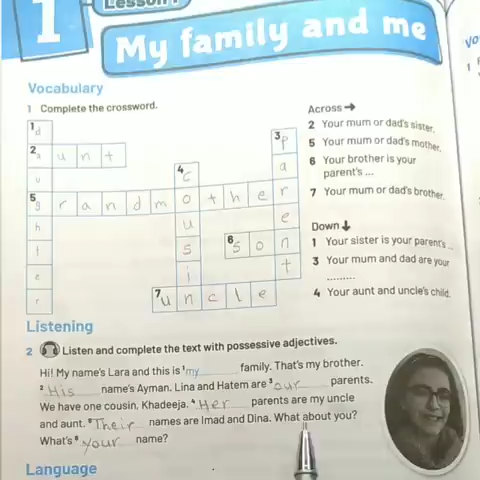 1
Lesson 1
My family and me
Vocabulary
1 Complete the crossword.
1 d
2 a u n t
u
5 g r a n d m o t h e r
h
t
e
r
3 p
a
r
e
n
t
4 c
o
u
s
i
n
6 s o n
7 u n c l e
Across →
2 Your mum or dad's sister.
5 Your mum or dad's mother.
6 Your brother is your
parent's ...
7 Your mum or dad's brother.
Down ↓
1 Your sister is your parent's ...
3 Your mum and dad are your
.........
4 Your aunt and uncle's child.
Listening
2 Listen and complete the text with possessive adjectives.
Hi! My name's Lara and this is ¹my family. That's my brother.
² His name's Ayman. Lina and Hatem are ³ our parents.
We have one cousin, Khadeeja. ⁴ Her parents are my uncle
and aunt. ⁵ Their names are Imad and Dina. What about you?
What's ⁶ your name?
Language